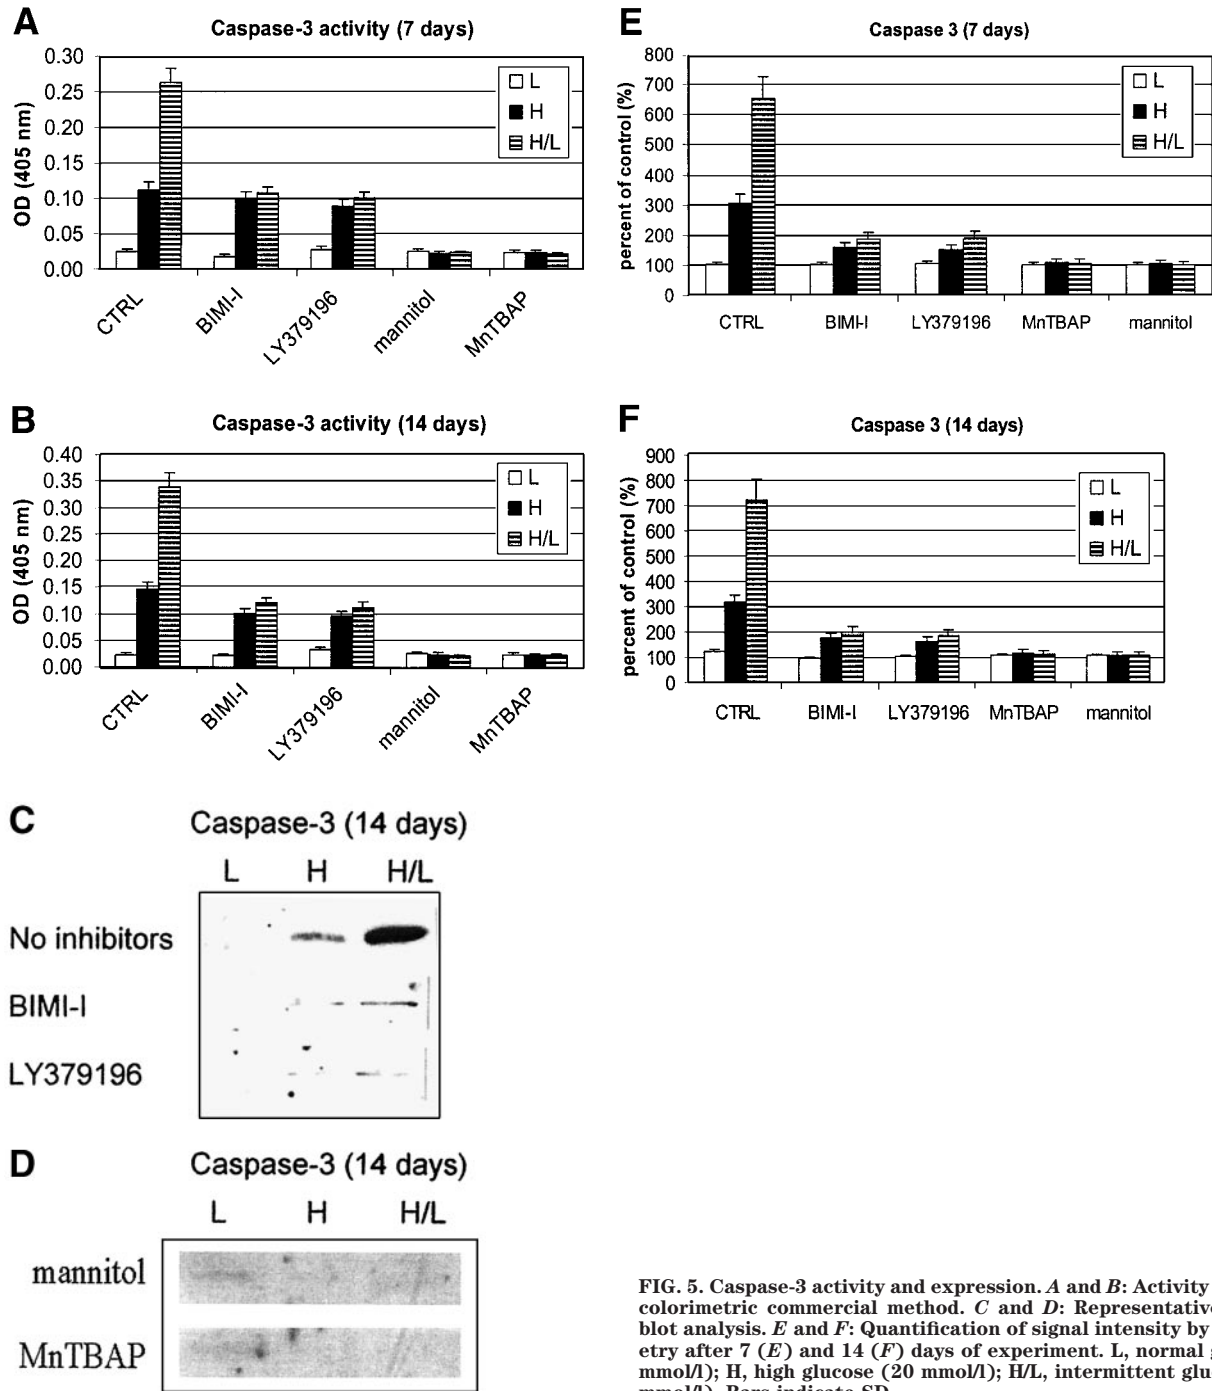 A
Caspase-3 activity (7 days)
OD (405 nm)
0.30
0.25
0.20
0.15
0.10
0.05
0.00
L
H
H/L
CTRL
BIMI-I
LY379196
mannitol
MnTBAP
E
Caspase 3 (7 days)
percent of control (%)
800
700
600
500
400
300
200
100
0
L
H
H/L
CTRL
BIMI-I
LY379196
MnTBAP
mannitol
B
Caspase-3 activity (14 days)
OD (405 nm)
0.40
0.35
0.30
0.25
0.20
0.15
0.10
0.05
0.00
L
H
H/L
CTRL
BIMI-I
LY379196
mannitol
MnTBAP
F
Caspase 3 (14 days)
percent of control (%)
900
800
700
600
500
400
300
200
100
0
L
H
H/L
CTRL
BIMI-I
LY379196
MnTBAP
mannitol
C
Caspase-3 (14 days)
L H H/L
No inhibitors
BIMI-I
LY379196
D
Caspase-3 (14 days)
L H H/L
mannitol
MnTBAP
FIG. 5. Caspase-3 activity and expression. A and B: Activity
colorimetric commercial method. C and D: Representative
blot analysis. E and F: Quantification of signal intensity by
etry after 7 (E) and 14 (F) days of experiment. L, normal
mmol/l); H, high glucose (20 mmol/l); H/L, intermittent
mmol/l). Bars indicate SD.